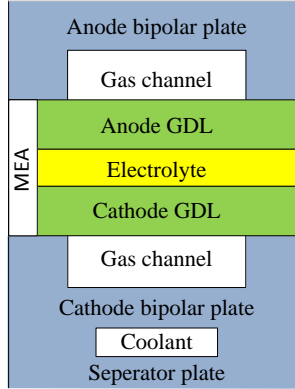 Anode bipolar plate
Gas channel
Anode GDL
MEA
Electrolyte
Cathode GDL
Gas channel
Cathode bipolar plate
Coolant
Seperator plate